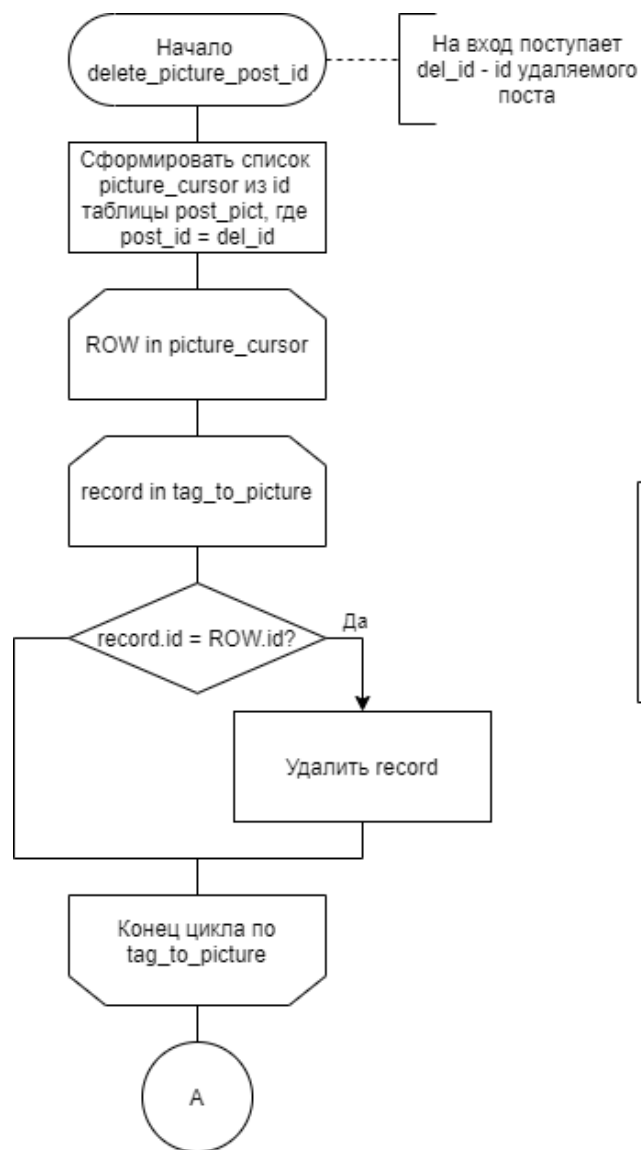 Начало
delete_picture_post_id
На вход поступает
del_id - id удаляемого
поста
Сформировать список
picture_cursor из id
таблицы post_pict, где
post_id = del_id
ROW in picture_cursor
record in tag_to_picture
record.id = ROW.id?
Да
Удалить record
Конец цикла по
tag_to_picture
A